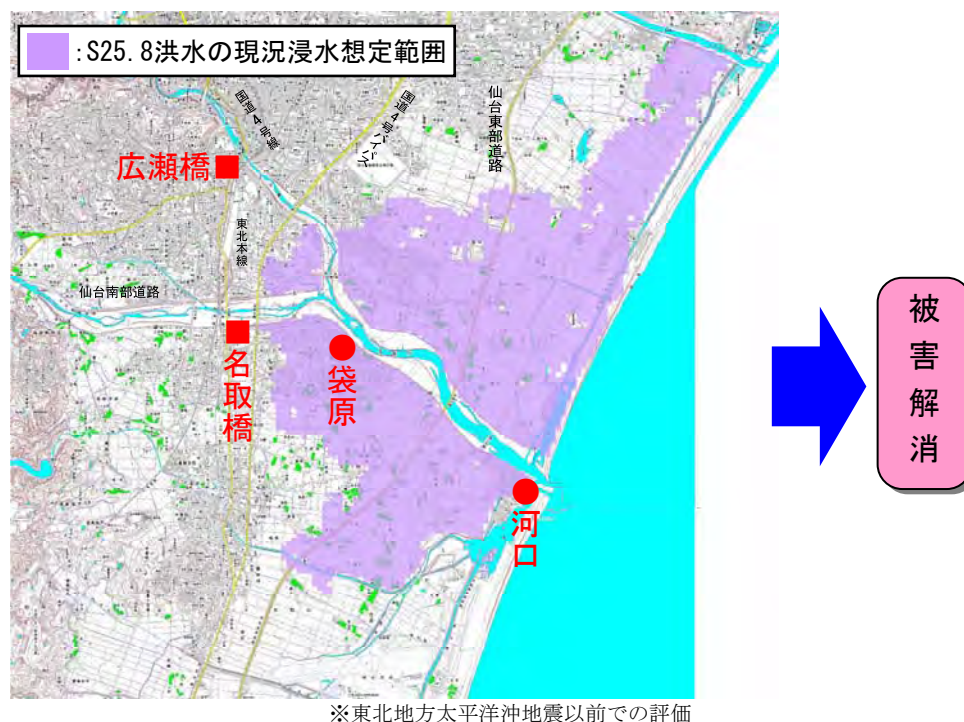 :S25.8洪水の現況浸水想定範囲
国道4号線
国道4号バイパス
仙台東部道路
広瀬橋
東北本線
仙台南部道路
名取橋
袋原
河口
被害解消
※東北地方太平洋沖地震以前での評価